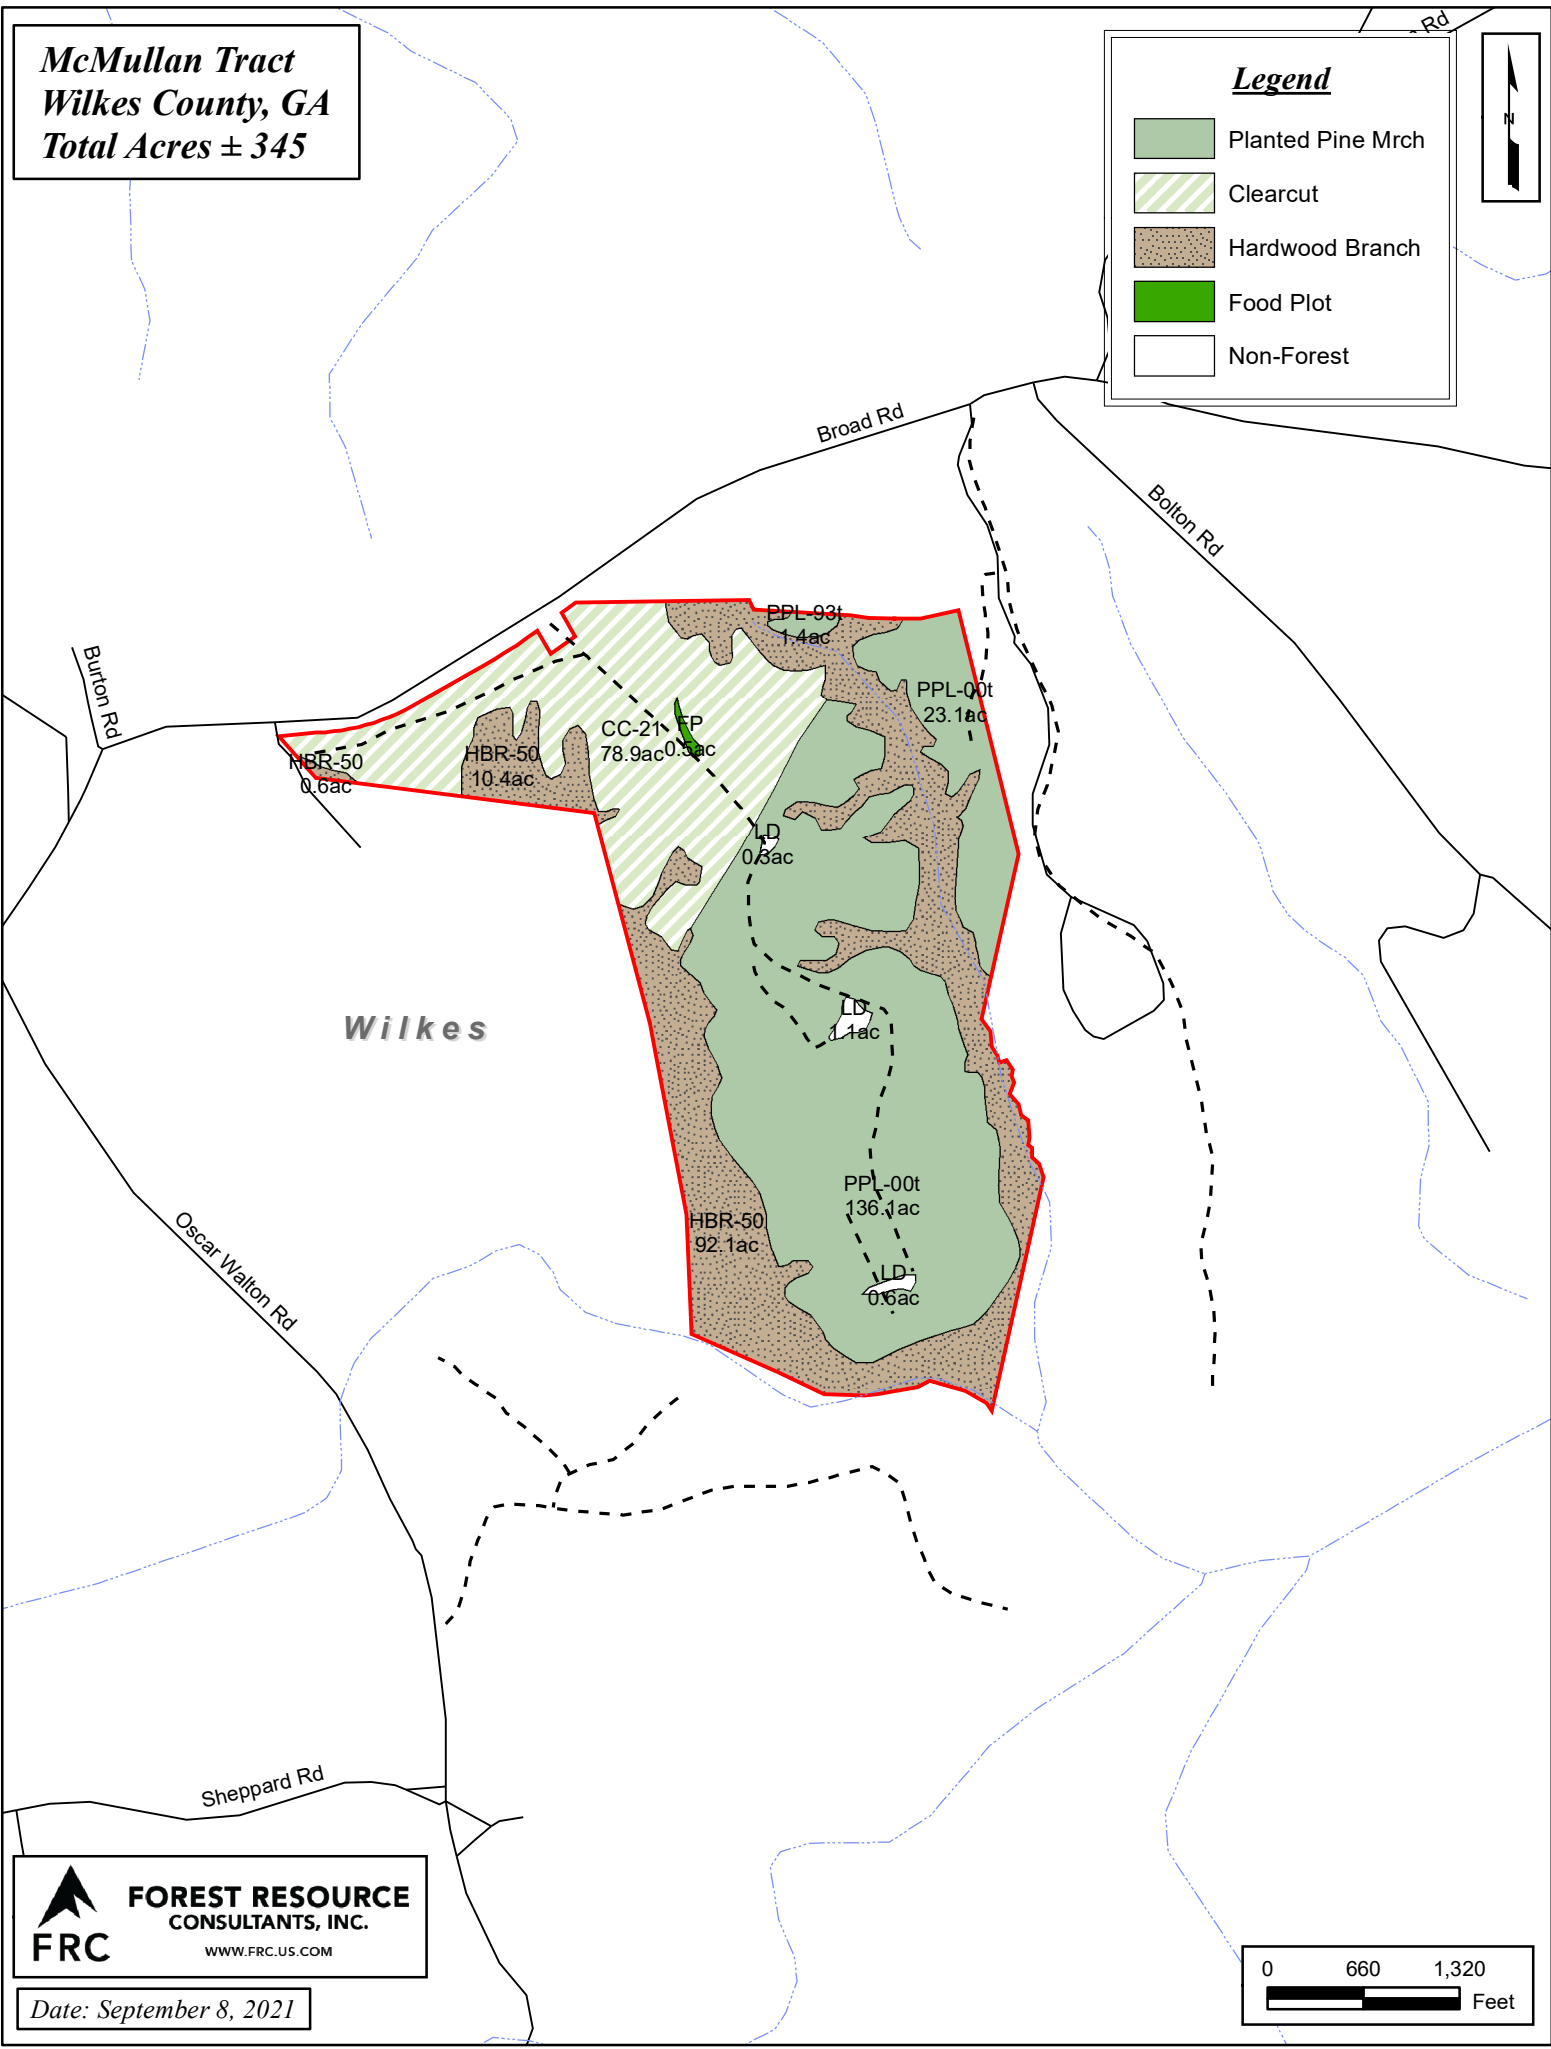 McMullan Tract
Wilkes County, GA
Total Acres ± 345
Rd
Legend
Planted Pine Mrch
Clearcut
Hardwood Branch
Food Plot
Non-Forest
N
Broad Rd
Bolton Rd
Burton Rd
PPL-93t
1.4ac
PPL-00t
23.1ac
CC-21
78.9ac
FP
0.5ac
HBR-50
10.4ac
HBR-50
0.6ac
LD
0.3ac
LD
1.1ac
Wilkes
PPL-00t
136.1ac
HBR-50
92.1ac
LD
0.6ac
Oscar Walton Rd
Sheppard Rd
FOREST RESOURCE
CONSULTANTS, INC.
WWW.FRC.US.COM
FRC
Date: September 8, 2021
0 660 1,320
Feet